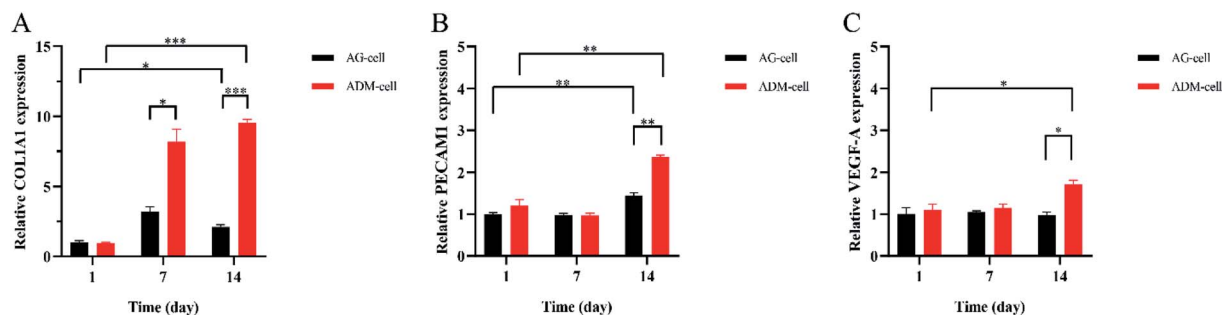 A
Relative COL1A1 expression
15
10
5
0
***
*
*
***
1
7
14
Time (day)
AG-cell
ADM-cell
B
Relative PECAM1 expression
5
4
3
2
1
0
**
**
**
1
7
14
Time (day)
AG-cell
ADM-cell
C
Relative VEGF-A expression
5
4
3
2
1
0
*
*
1
7
14
Time (day)
AG-cell
ADM-cell